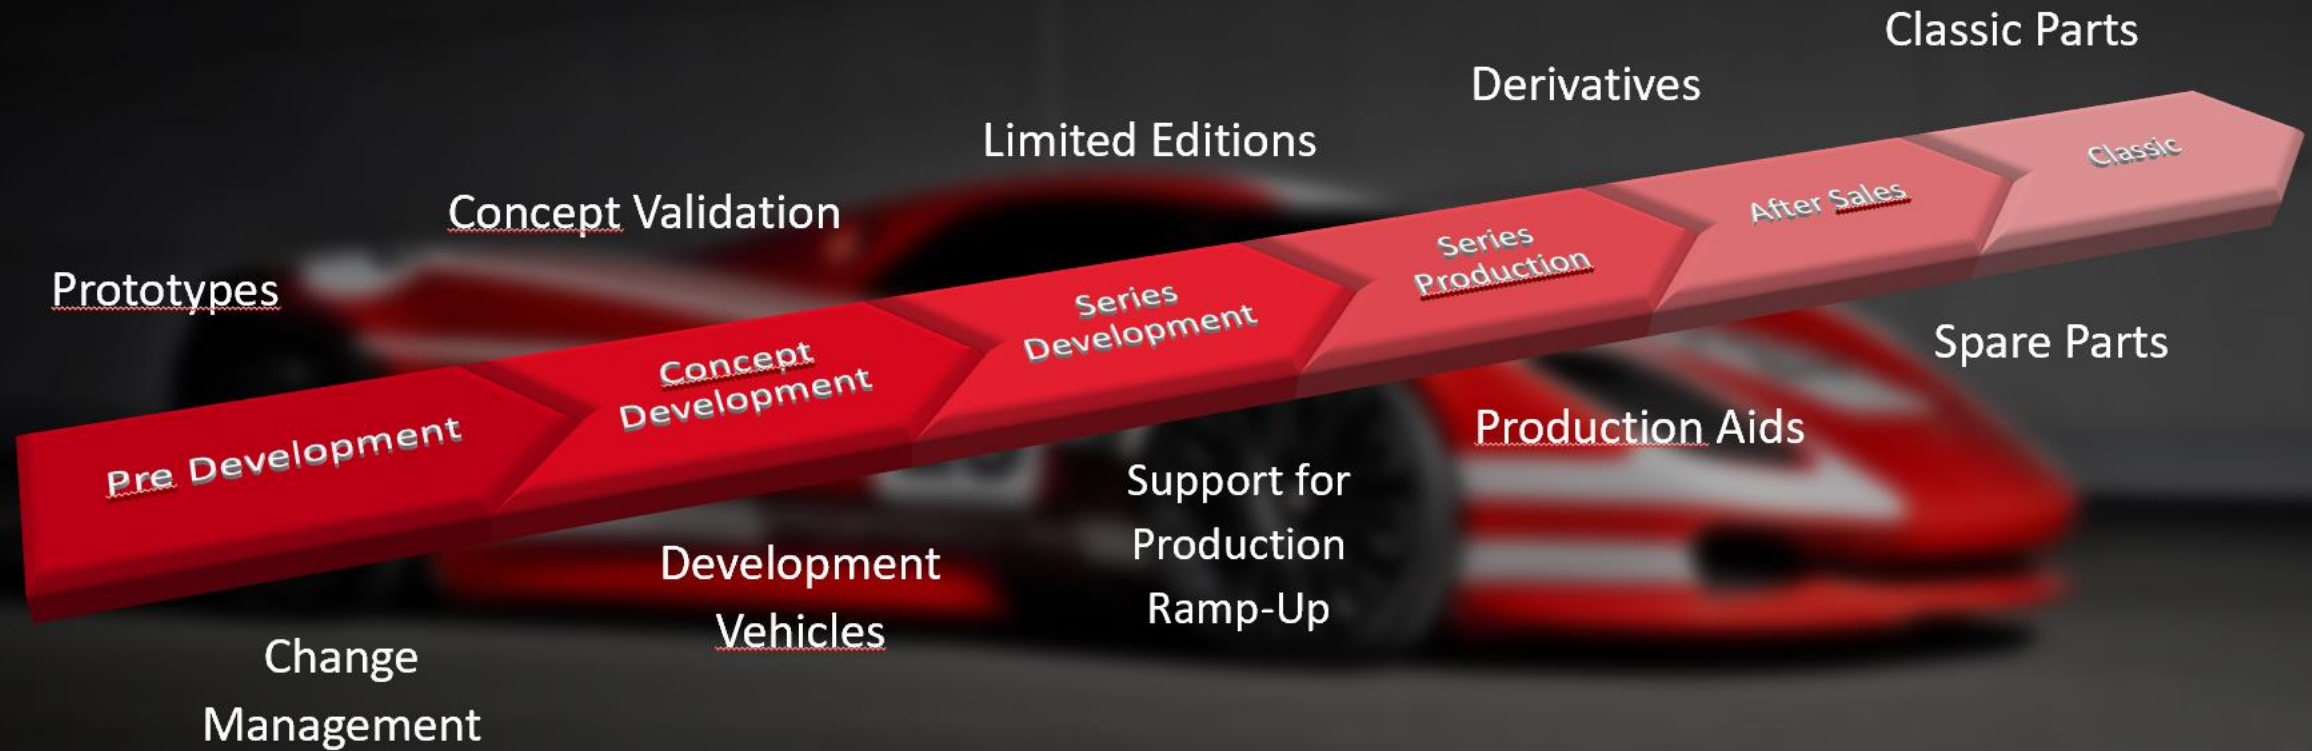 Classic Parts
Derivatives
Limited Editions
Concept Validation
Prototypes
Pre Development
Concept
Development
Series
Development
Series
Production
After Sales
Classic
Spare Parts
Production Aids
Support for
Production
Ramp-Up
Development
Vehicles
Change
Management